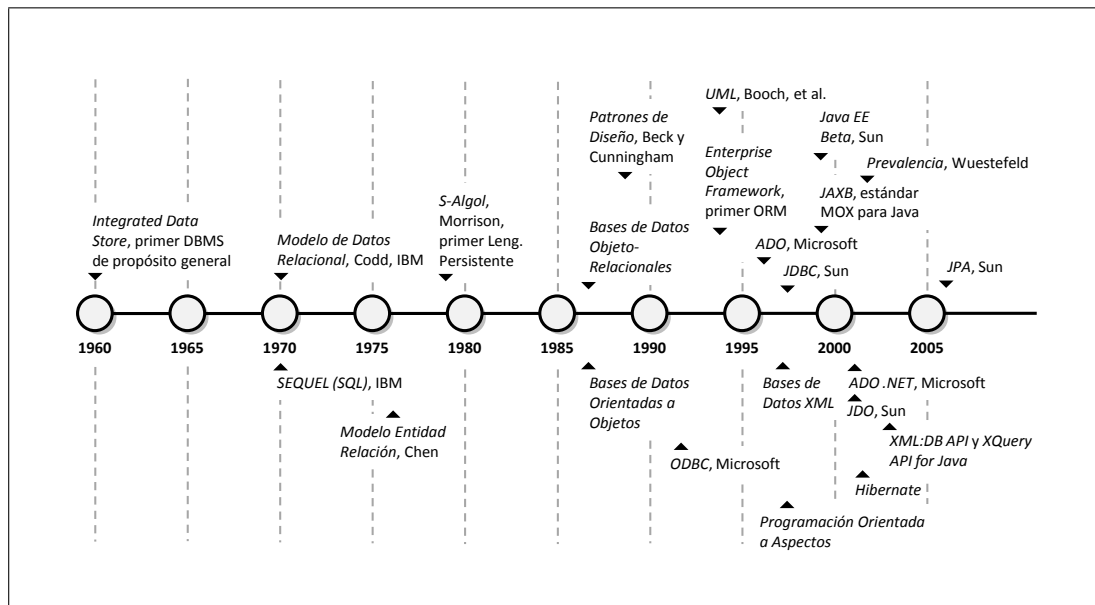 UML, Booch, et al.
Patrones de
Diseño, Beck y
Cunningham
Java EE
Beta, Sun
Enterprise
Object
Framework,
primer ORM
Prevalencia, Wuestefeld
JAXB, estándar
MOX para Java
S-Algol,
Morrison,
primer Leng.
Persistente
Integrated Data
Store, primer DBMS
de propósito general
Modelo de Datos
Relacional, Codd, IBM
Bases de Datos
Objeto-
Relacionales
ADO, Microsoft
JDBC, Sun
JPA, Sun
1960 1965 1970 1975 1980 1985 1990 1995 2000 2005
SEQUEL (SQL), IBM
Modelo Entidad
Relación, Chen
Bases de Datos
Orientadas a
Objetos
ODBC, Microsoft
Bases de
Datos XML
ADO .NET, Microsoft
JDO, Sun
XML:DB API y XQuery
API for Java
Hibernate
Programación Orientada
a Aspectos